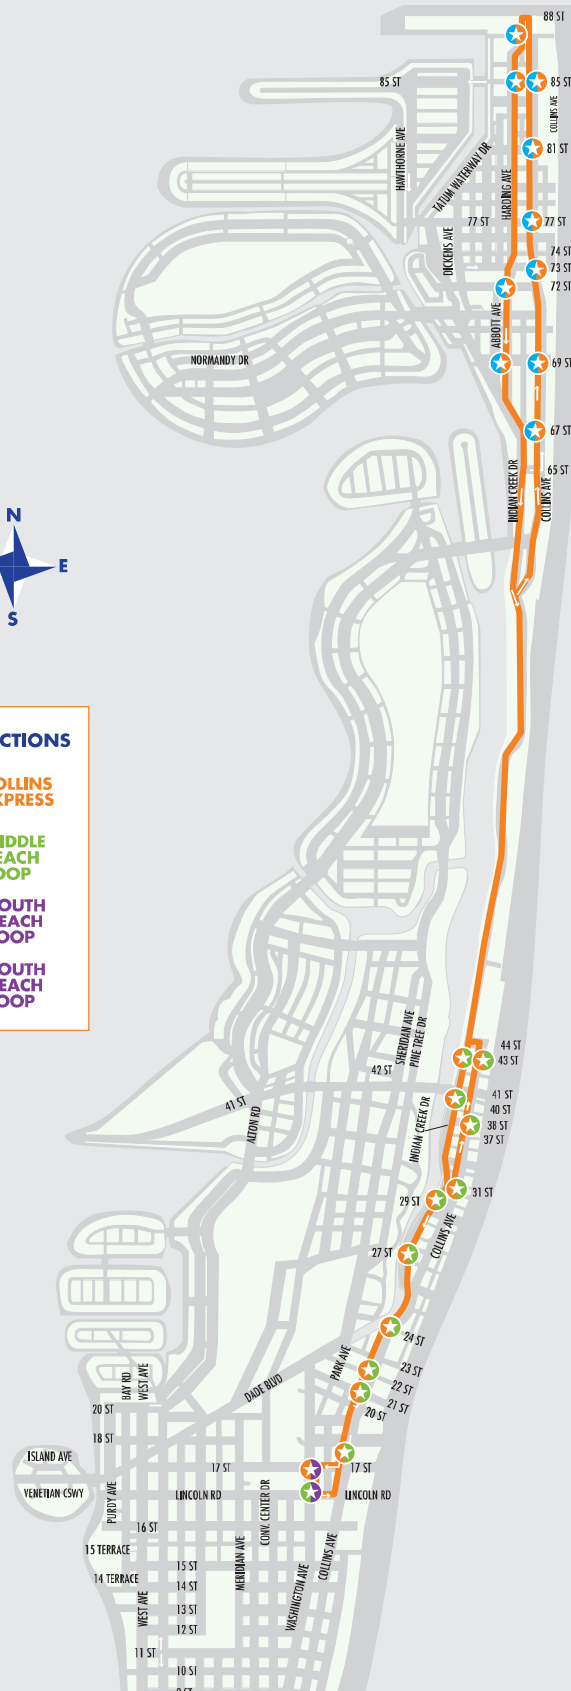 88 ST
85 ST
85 ST
COLLINS AVE
HAWTHORNE AVE
81 ST
TATUM WATERWAY DR
HARDING AVE
77 ST
77 ST
DICKENS AVE
74 ST
73 ST
72 ST
ABBOTT AVE
NORMANDY DR
69 ST
67 ST
65 ST
INDIAN CREEK DR
COLLINS AVE
N
E
S
CTIONS
OLLINS
XPRESS
IDDLE
EACH
OOP
OUTH
EACH
OOP
OUTH
EACH
OOP
SHERIDAN AVE
PINE TREE DR
44 ST
43 ST
42 ST
41 ST
41 ST
40 ST
38 ST
37 ST
ALTON RD
INDIAN CREEK DR
31 ST
29 ST
COLLINS AVE
27 ST
24 ST
PARK AVE
23 ST
22 ST
21 ST
20 ST
DADE BLVD
BAY RD
WEST AVE
20 ST
18 ST
ISLAND AVE
17 ST
17 ST
VENETIAN CSWY
PURDY AVE
LINCOLN RD
CONV. CENTER DR
LINCOLN RD
16 ST
15 TERRACE
MERIDIAN AVE
COLLINS AVE
WASHINGTON AVE
15 ST
14 TERRACE
14 ST
WEST AVE
13 ST
12 ST
11 ST
10 ST